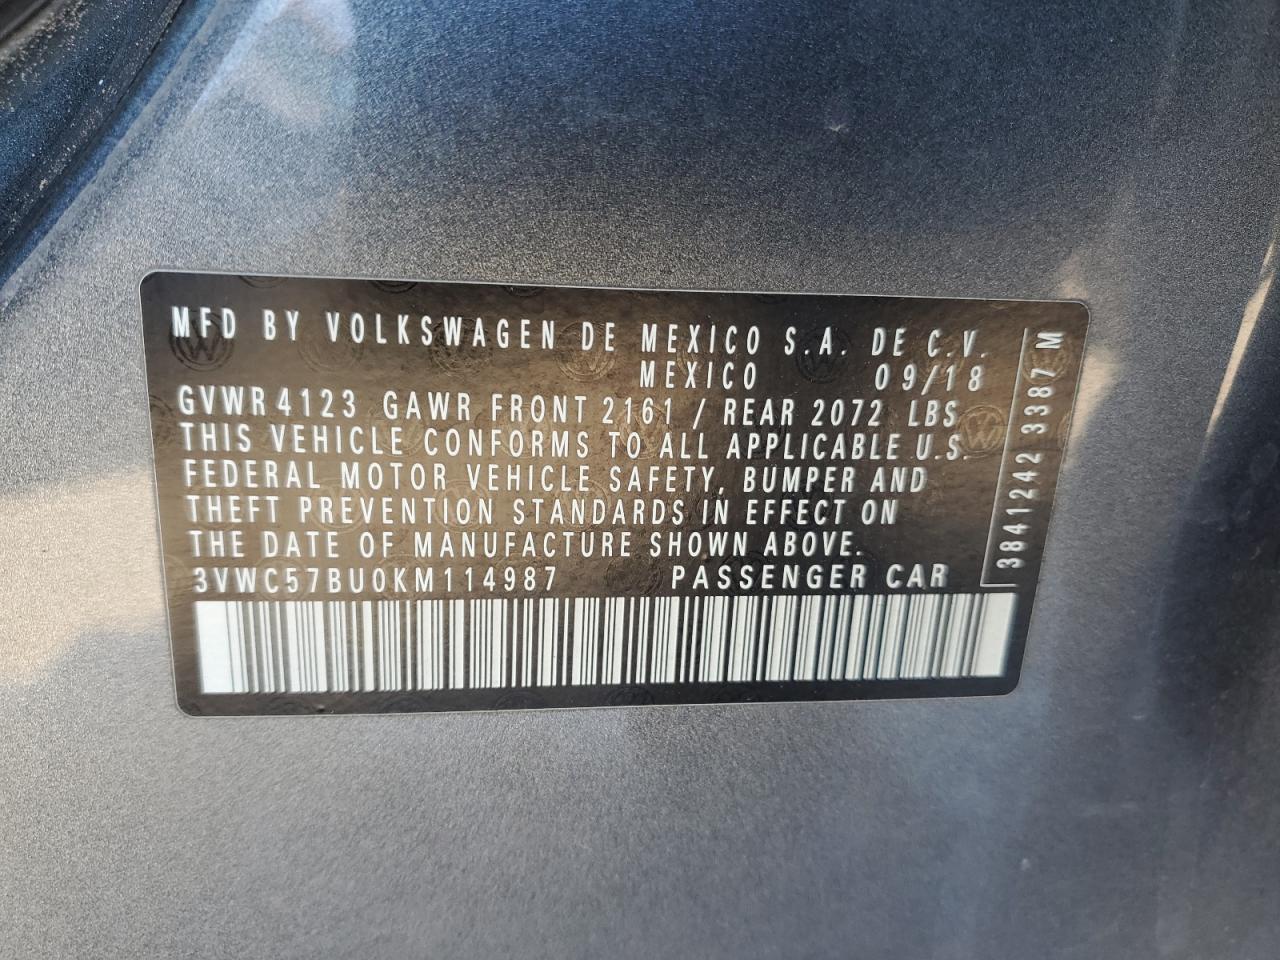 MFD BY VOLKSWAGEN DE MEXICO S.A. DE C.V.
MEXICO 09/18
GVWR 4123 GAWR FRONT 2161 / REAR 2072 LBS
THIS VEHICLE CONFORMS TO ALL APPLICABLE U.S.
FEDERAL MOTOR VEHICLE SAFETY, BUMPER AND
THEFT PREVENTION STANDARDS IN EFFECT ON
THE DATE OF MANUFACTURE SHOWN ABOVE.
3VWC57BU0KM114987 PASSENGER CAR
3841242 3387 M